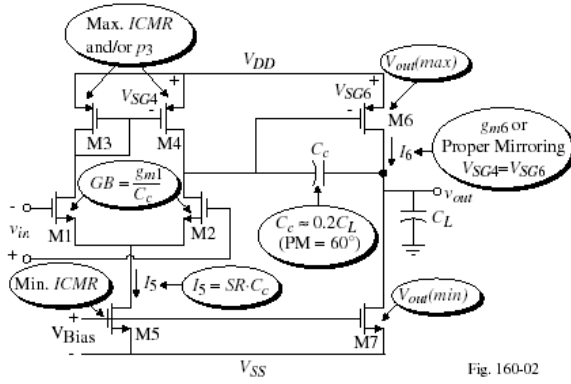 Max. ICMR
and/or p3
VDD
Vout(max)
VSG4
+
-
VSG6
+
-
M3
M4
M6
gm6 or
Proper Mirroring
VSG4=VSG6
I6
Cc
GB = gm1
Cc
vout
CL
-
vin
+
M1
M2
Cc ≈ 0.2CL
(PM = 60°)
Min. ICMR
I5
I5 = SR·Cc
Vout(min)
+
VBias
-
M5
M7
VSS
Fig. 160-02